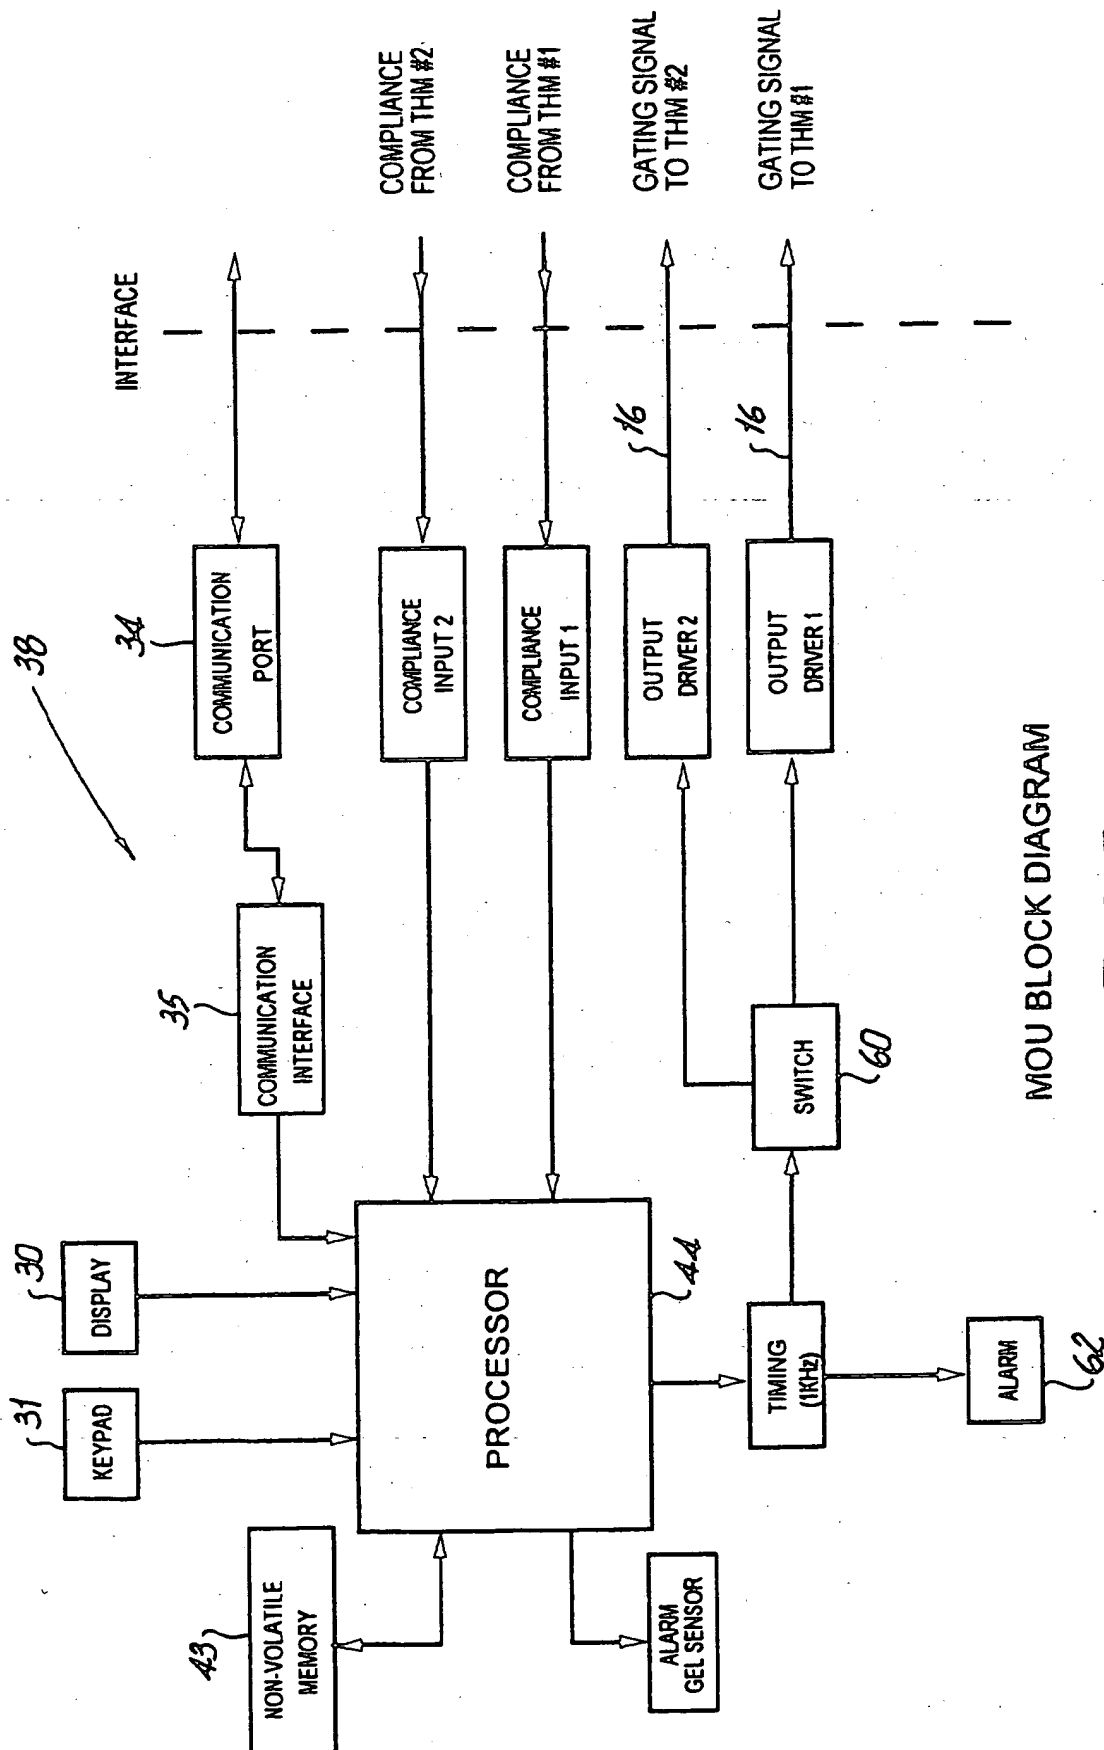 38
INTERFACE
31
KEYPAD
30
DISPLAY
35
COMMUNICATION
INTERFACE
34
COMMUNICATION
PORT
43
NON-VOLATILE
MEMORY
PROCESSOR
44
COMPLIANCE
INPUT 2
COMPLIANCE
FROM THM #2
COMPLIANCE
INPUT 1
COMPLIANCE
FROM THM #1
OUTPUT
DRIVER 2
16
GATING SIGNAL
TO THM #2
ALARM
GEL SENSOR
TIMING
(1KHz)
SWITCH
60
OUTPUT
DRIVER 1
16
GATING SIGNAL
TO THM #1
ALARM
62
MOU BLOCK DIAGRAM